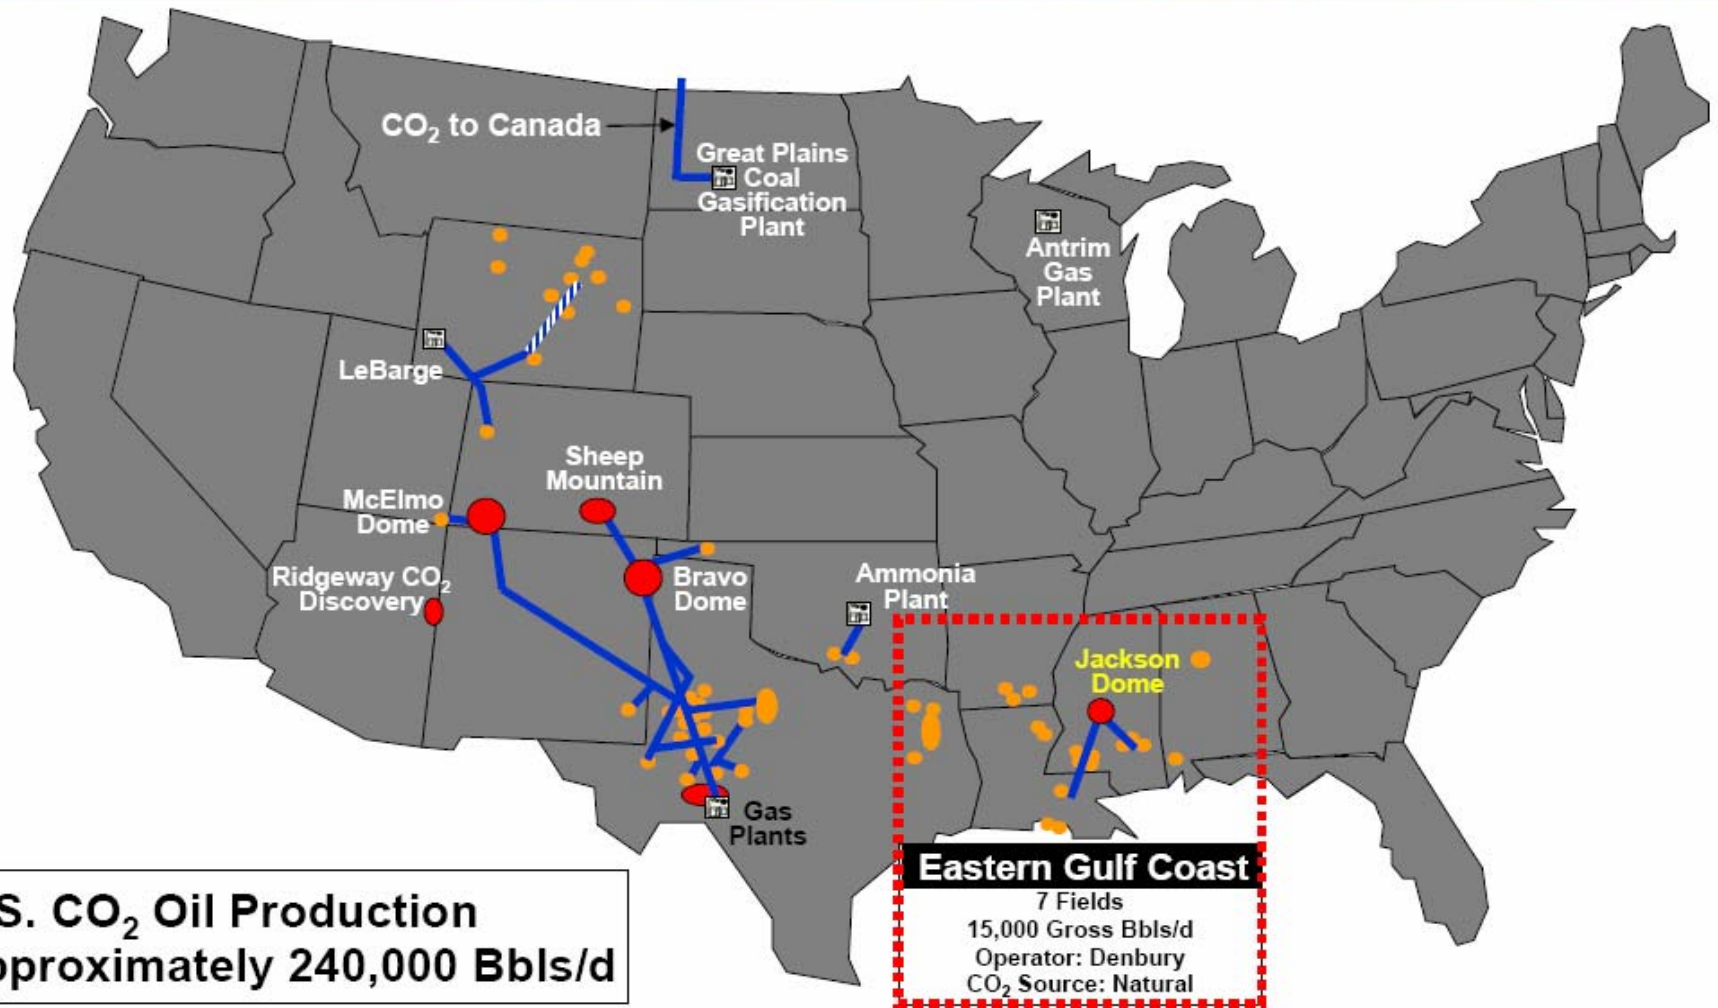 CO₂ to Canada
Great Plains
Coal
Gasification
Plant
Antrim
Gas
Plant
LeBarge
Sheep
Mountain
McElmo
Dome
Ridgeway CO₂
Discovery
Bravo
Dome
Ammonia
Plant
Jackson
Dome
Gas
Plants
Eastern Gulf Coast
7 Fields
15,000 Gross Bbls/d
Operator: Denbury
CO₂ Source: Natural
S. CO₂ Oil Production
pproximately 240,000 Bbls/d